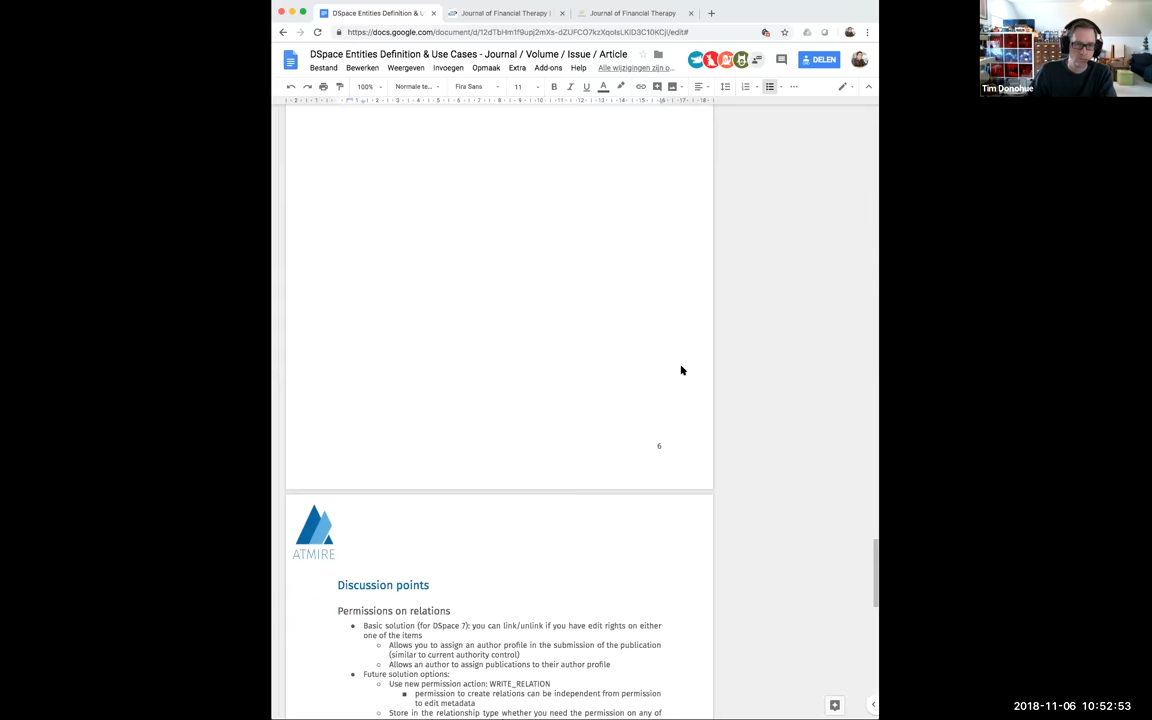 DSpace Entities Definition & U
Journal of Financial Therapy |
Journal of Financial Therapy
https://docs.google.com/document/d/
DSpace Entities Definition & Use Cases - Journal / Volume / Issue / Article
Bestand Bewerken Weergeven Invoegen Opmaak Extra Add-ons Help Alle wijzigingen zijn o...
DELEN
100% Normale te... Fira Sans 11
Tim Donohue
6
ATMIRE
Discussion points
Permissions on relations
● Basic solution (for DSpace 7): you can link/unlink if you have edit rights on either
one of the items
○ Allows you to assign an author profile in the submission of the publication
(similar to current authority control)
○ Allows an author to assign publications to their author profile
● Future solution options:
○ Use new permission action: WRITE_RELATION
■ permission to create relations can be independent from permission
to edit metadata
○ Store in the relationship type whether you need the permission on any of
2018-11-06 10:52:53